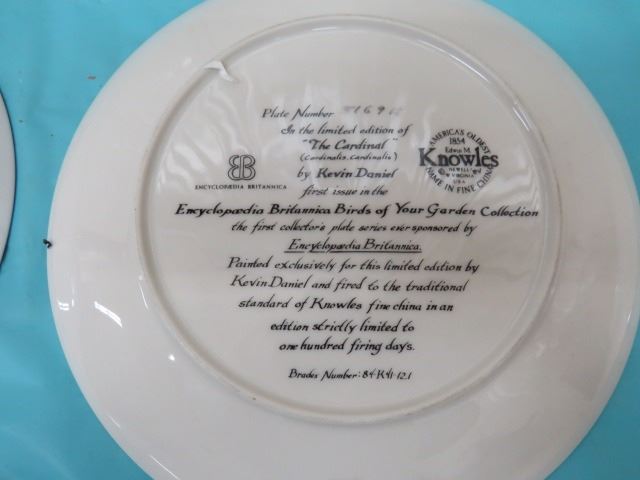 Plate Number
In the limited edition of
"The Cardinal"
(Cardinalis cardinalis)
by Kevin Daniel
first issue in the
EB
ENCYCLOPÆDIA BRITANNICA
AMERICA'S OLDEST
1854
Edwin M.
Knowles
NEWELL
W VIRGINIA
USA
NAME IN FINE CHINA
Encyclopædia Britannica Birds of Your Garden Collection
the first collector's plate series ever sponsored by
Encyclopædia Britannica.
Painted exclusively for this limited edition by
Kevin Daniel and fired to the traditional
standard of Knowles fine china in an
edition strictly limited to
one hundred firing days.
Bradex Number: 84-K41-12.1